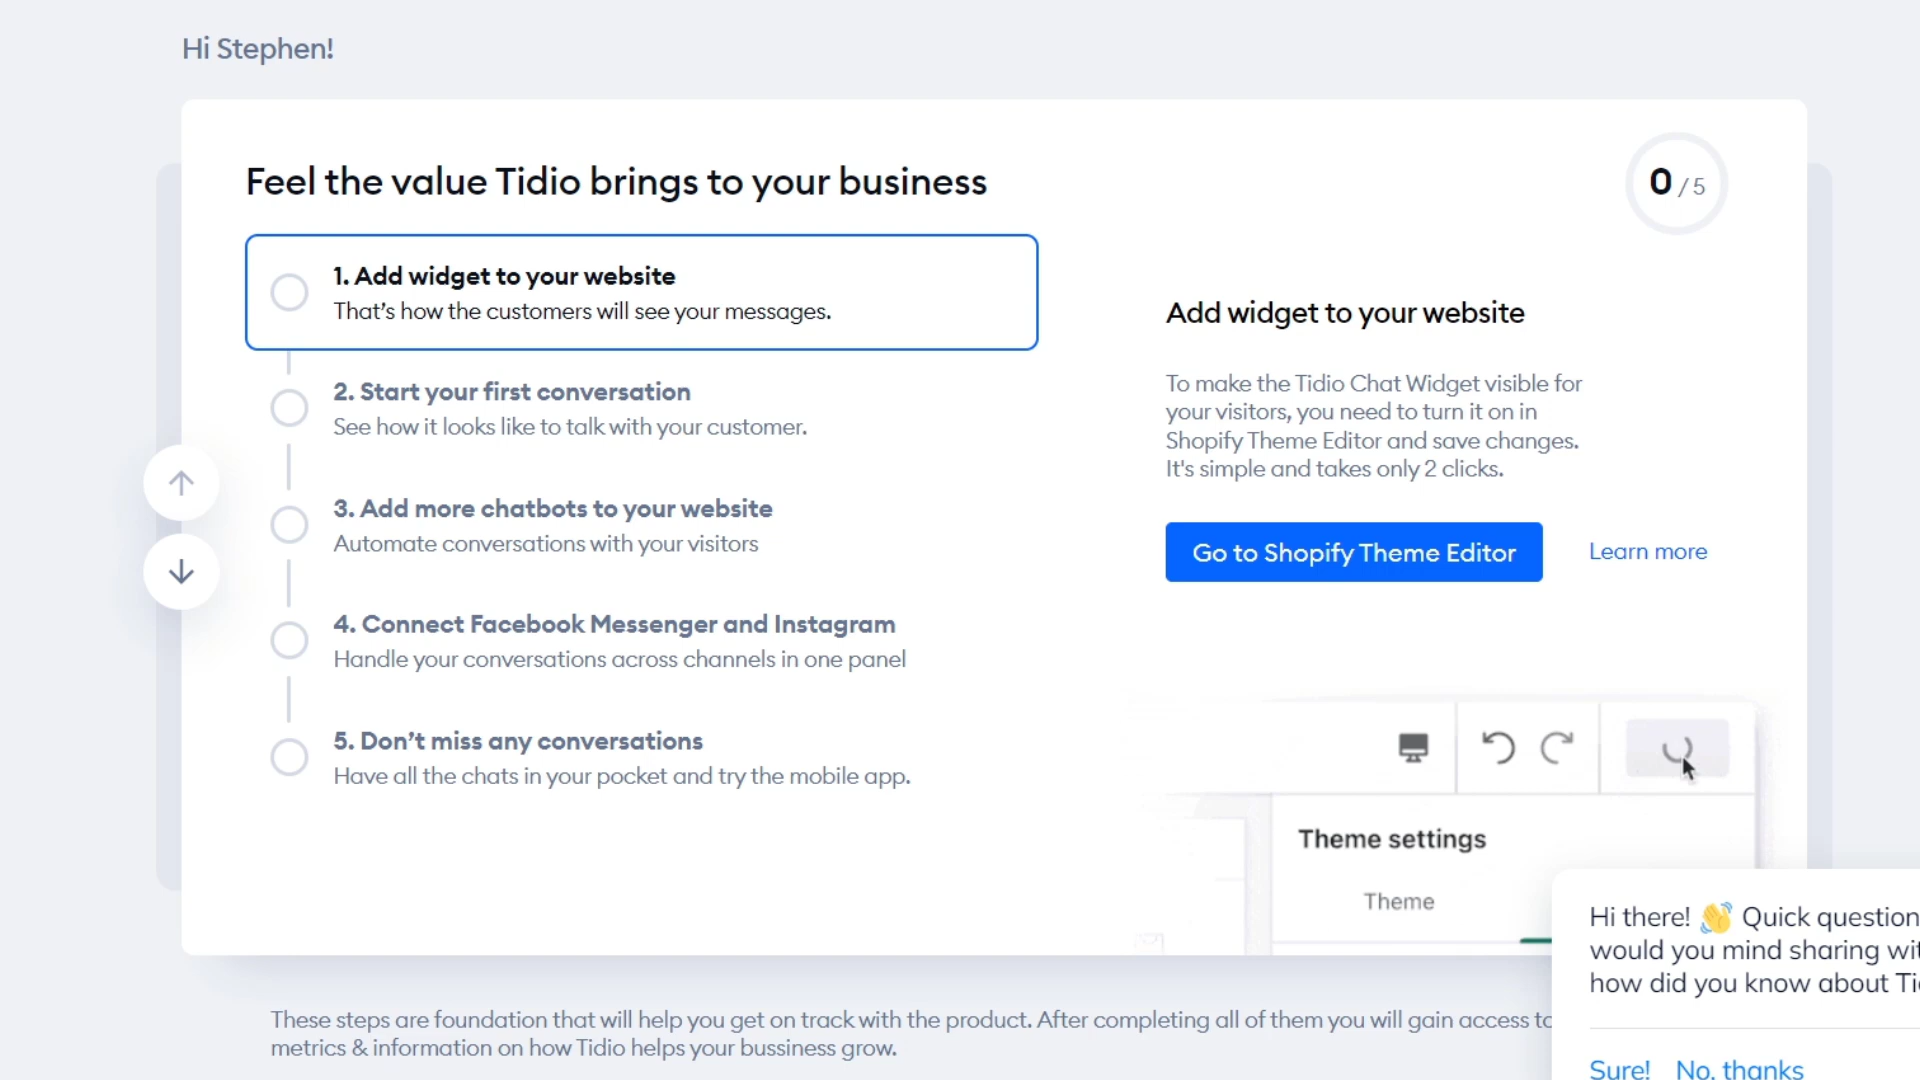 Hi Stephen!
Feel the value Tidio brings to your business
0 / 5
1. Add widget to your website
That's how the customers will see your messages.
2. Start your first conversation
See how it looks like to talk with your customer.
3. Add more chatbots to your website
Automate conversations with your visitors
4. Connect Facebook Messenger and Instagram
Handle your conversations across channels in one panel
5. Don't miss any conversations
Have all the chats in your pocket and try the mobile app.
Add widget to your website
To make the Tidio Chat Widget visible for
your visitors, you need to turn it on in
Shopify Theme Editor and save changes.
It's simple and takes only 2 clicks.
Go to Shopify Theme Editor
Learn more
Theme settings
Theme
Hi there! 👋 Quick question
would you mind sharing
how did you know about
Sure! No, thanks
These steps are foundation that will help you get on track with the product. After completing all of them you will gain access to
metrics & information on how Tidio helps your bussiness grow.